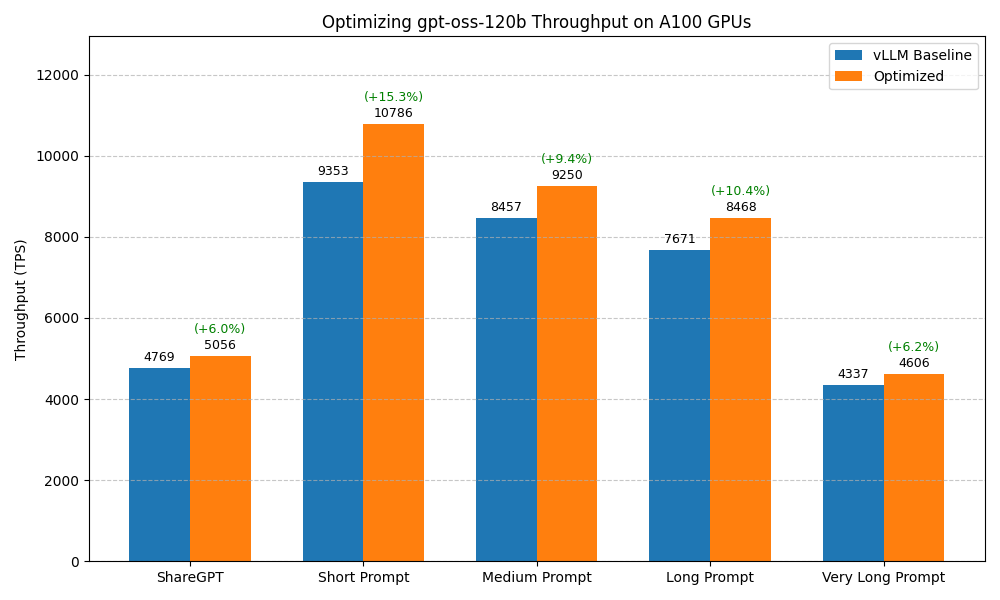 Optimizing gpt-oss-120b Throughput on A100 GPUs
vLLM Baseline
Optimized
Throughput (TPS)
12000
10000
8000
6000
4000
2000
0
4769
(+6.0%)
5056
9353
(+15.3%)
10786
8457
(+9.4%)
9250
7671
(+10.4%)
8468
4337
(+6.2%)
4606
ShareGPT
Short Prompt
Medium Prompt
Long Prompt
Very Long Prompt